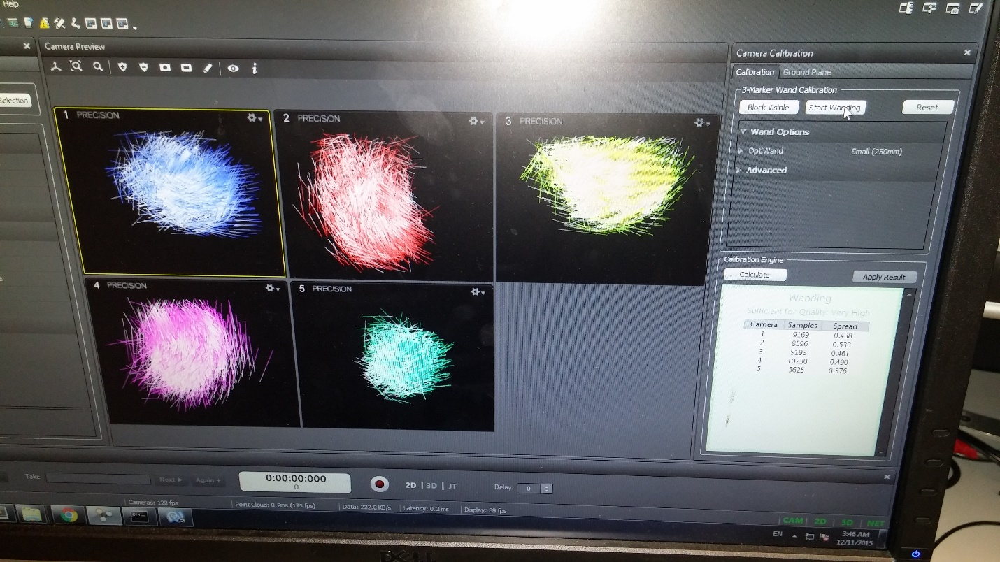 Help
Camera Preview
Selection
1 PRECISION
2 PRECISION
3 PRECISION
4 PRECISION
5 PRECISION
Camera Calibration
Calibration Ground Plane
3-Marker Wand Calibration
Block Visible Start Wanding Reset
Wand Options
OptiWand Small (250mm)
Advanced
Calibration Engine
Calculate Apply Result
Wanding
Sufficient for Quality: Very High
Camera Samples Spread
1 9169 0.438
2 8596 0.533
3 9193 0.461
4 10230 0.490
5 5625 0.376
Take Next Again + 0:00:00:000
0
2D | 3D | JT Delay: 0
Cameras: 122 fps Point Cloud: 0.2ms (123 fps) Data: 222.8 KB/s Latency: 0.3 ms Display: 39 fps
CAM | 2D | 3D | NET
EN 3:46 AM
12/11/2015
DELL